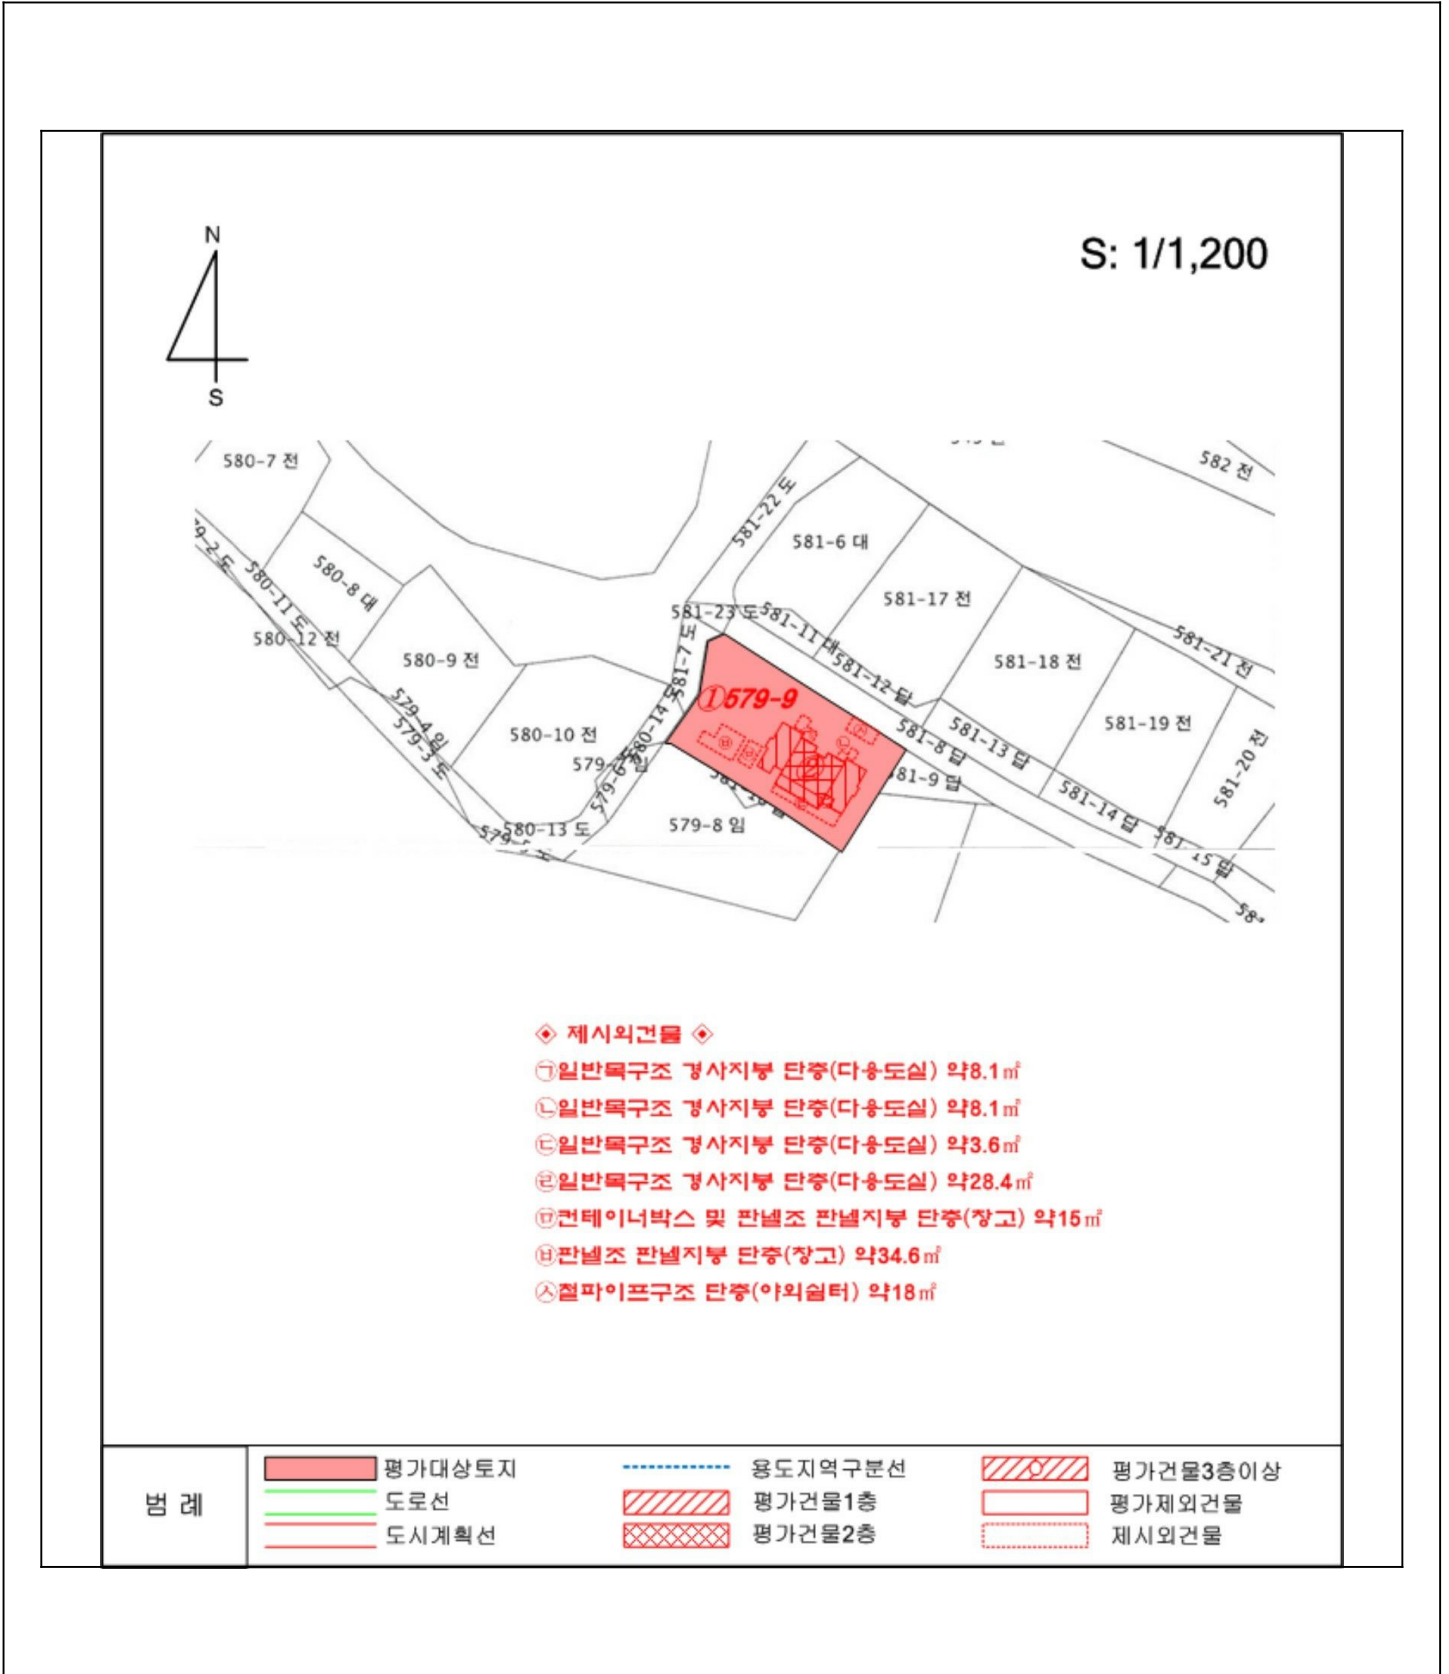 N
S: 1/1,200
S
580-7 전
582 전
581-22 도
581-6 대
580-11 도
580-8 대
581-17 전
581-23 도
581-11 대
580-12 전
581-7 도
580-9 전
581-12 답
581-18 전
581-21 전
①579-9
579-4 임
579-3 도
580-14 도
580-10 전
581-8 답
581-13 답
581-19 전
581-20 전
579-6 도
581-9 답
581-14 답
580-13 도
579-8 임
581-15 답
◈ 제시외건물 ◈
㉠일반목구조 경사지붕 단층(다용도실) 약8.1㎡
㉡일반목구조 경사지붕 단층(다용도실) 약8.1㎡
㉢일반목구조 경사지붕 단층(다용도실) 약3.6㎡
㉣일반목구조 경사지붕 단층(다용도실) 약28.4㎡
㉤컨테이너박스 및 판넬조 판넬지붕 단층(창고) 약15㎡
㉥판넬조 판넬지붕 단층(창고) 약34.6㎡
㉦철파이프구조 단층(야외쉼터) 약18㎡
범 례
평가대상토지
용도지역구분선
평가건물3층이상
도로선
평가건물1층
평가제외건물
도시계획선
평가건물2층
제시외건물